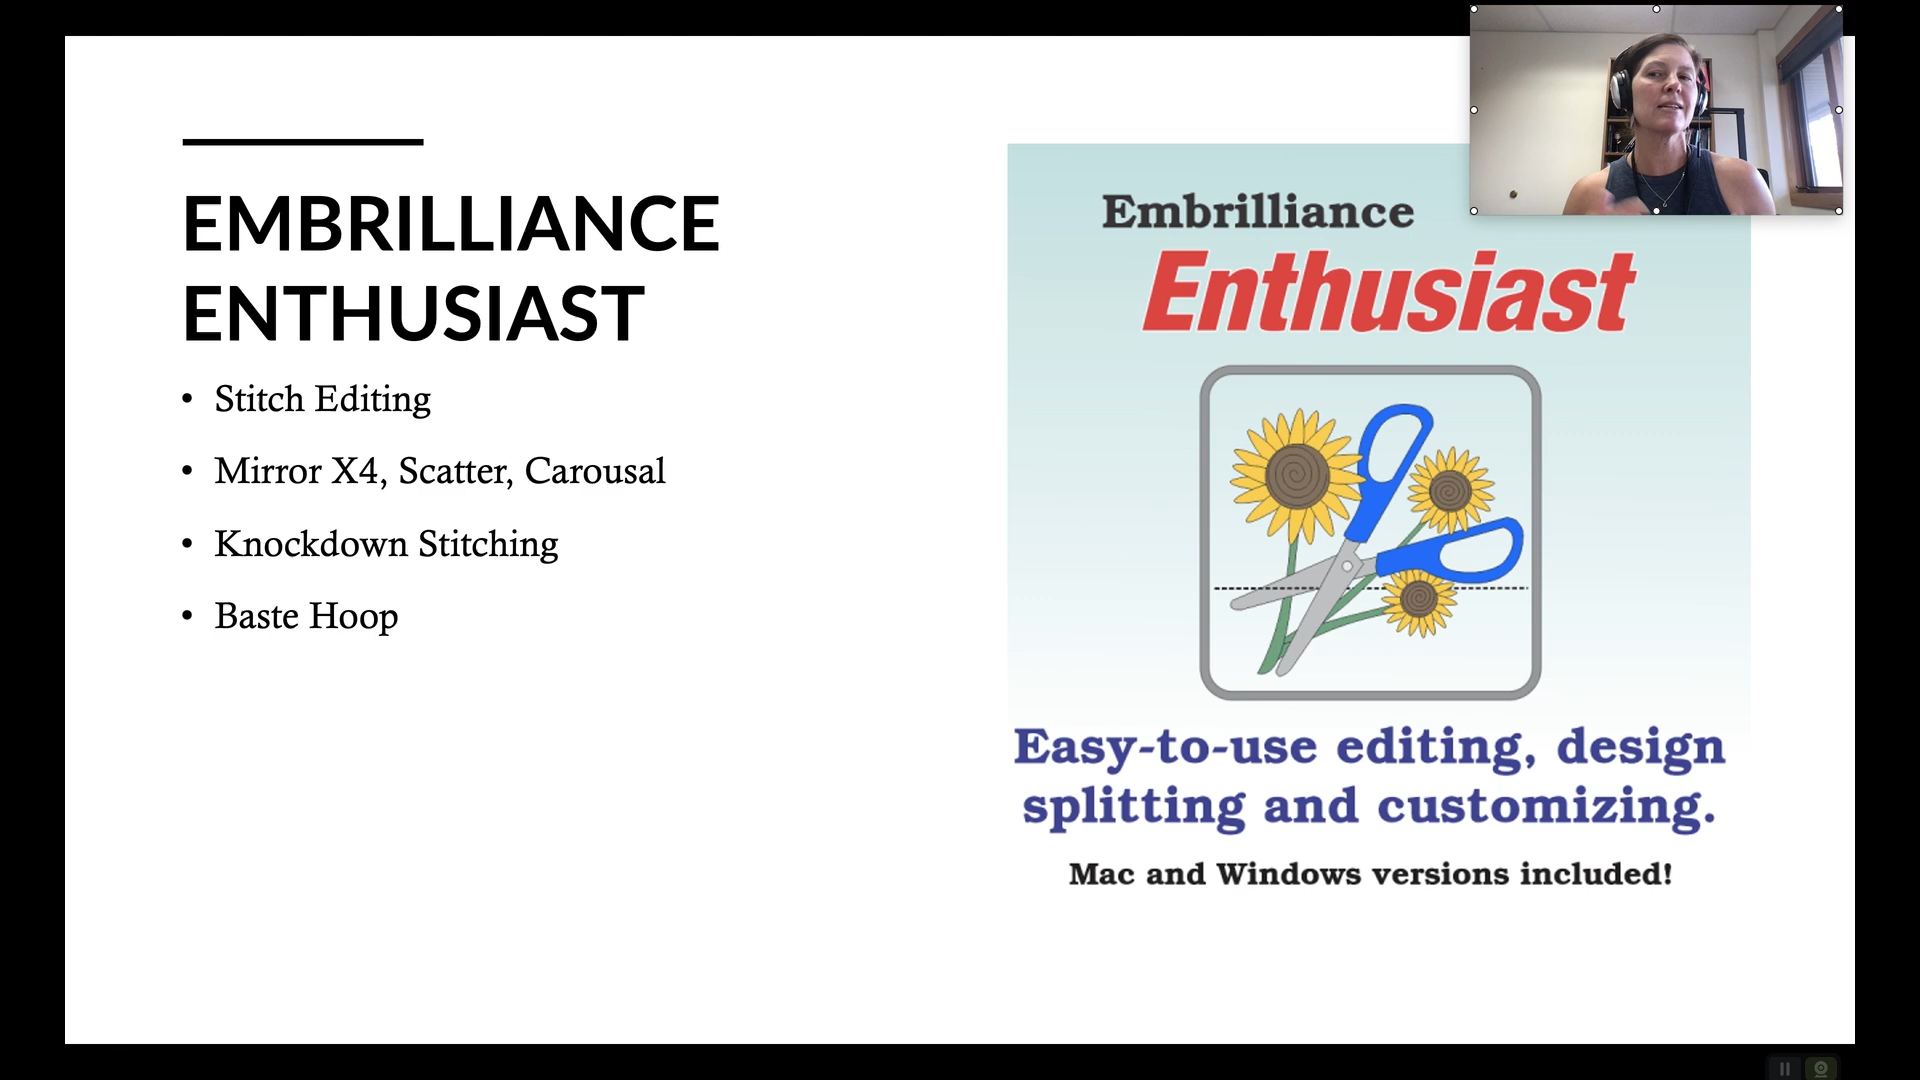 EMBRILLIANCE
ENTHUSIAST
• Stitch Editing
• Mirror X4, Scatter, Carousal
• Knockdown Stitching
• Baste Hoop
Embrilliance
Enthusiast
Easy-to-use editing, design
splitting and customizing.
Mac and Windows versions included!